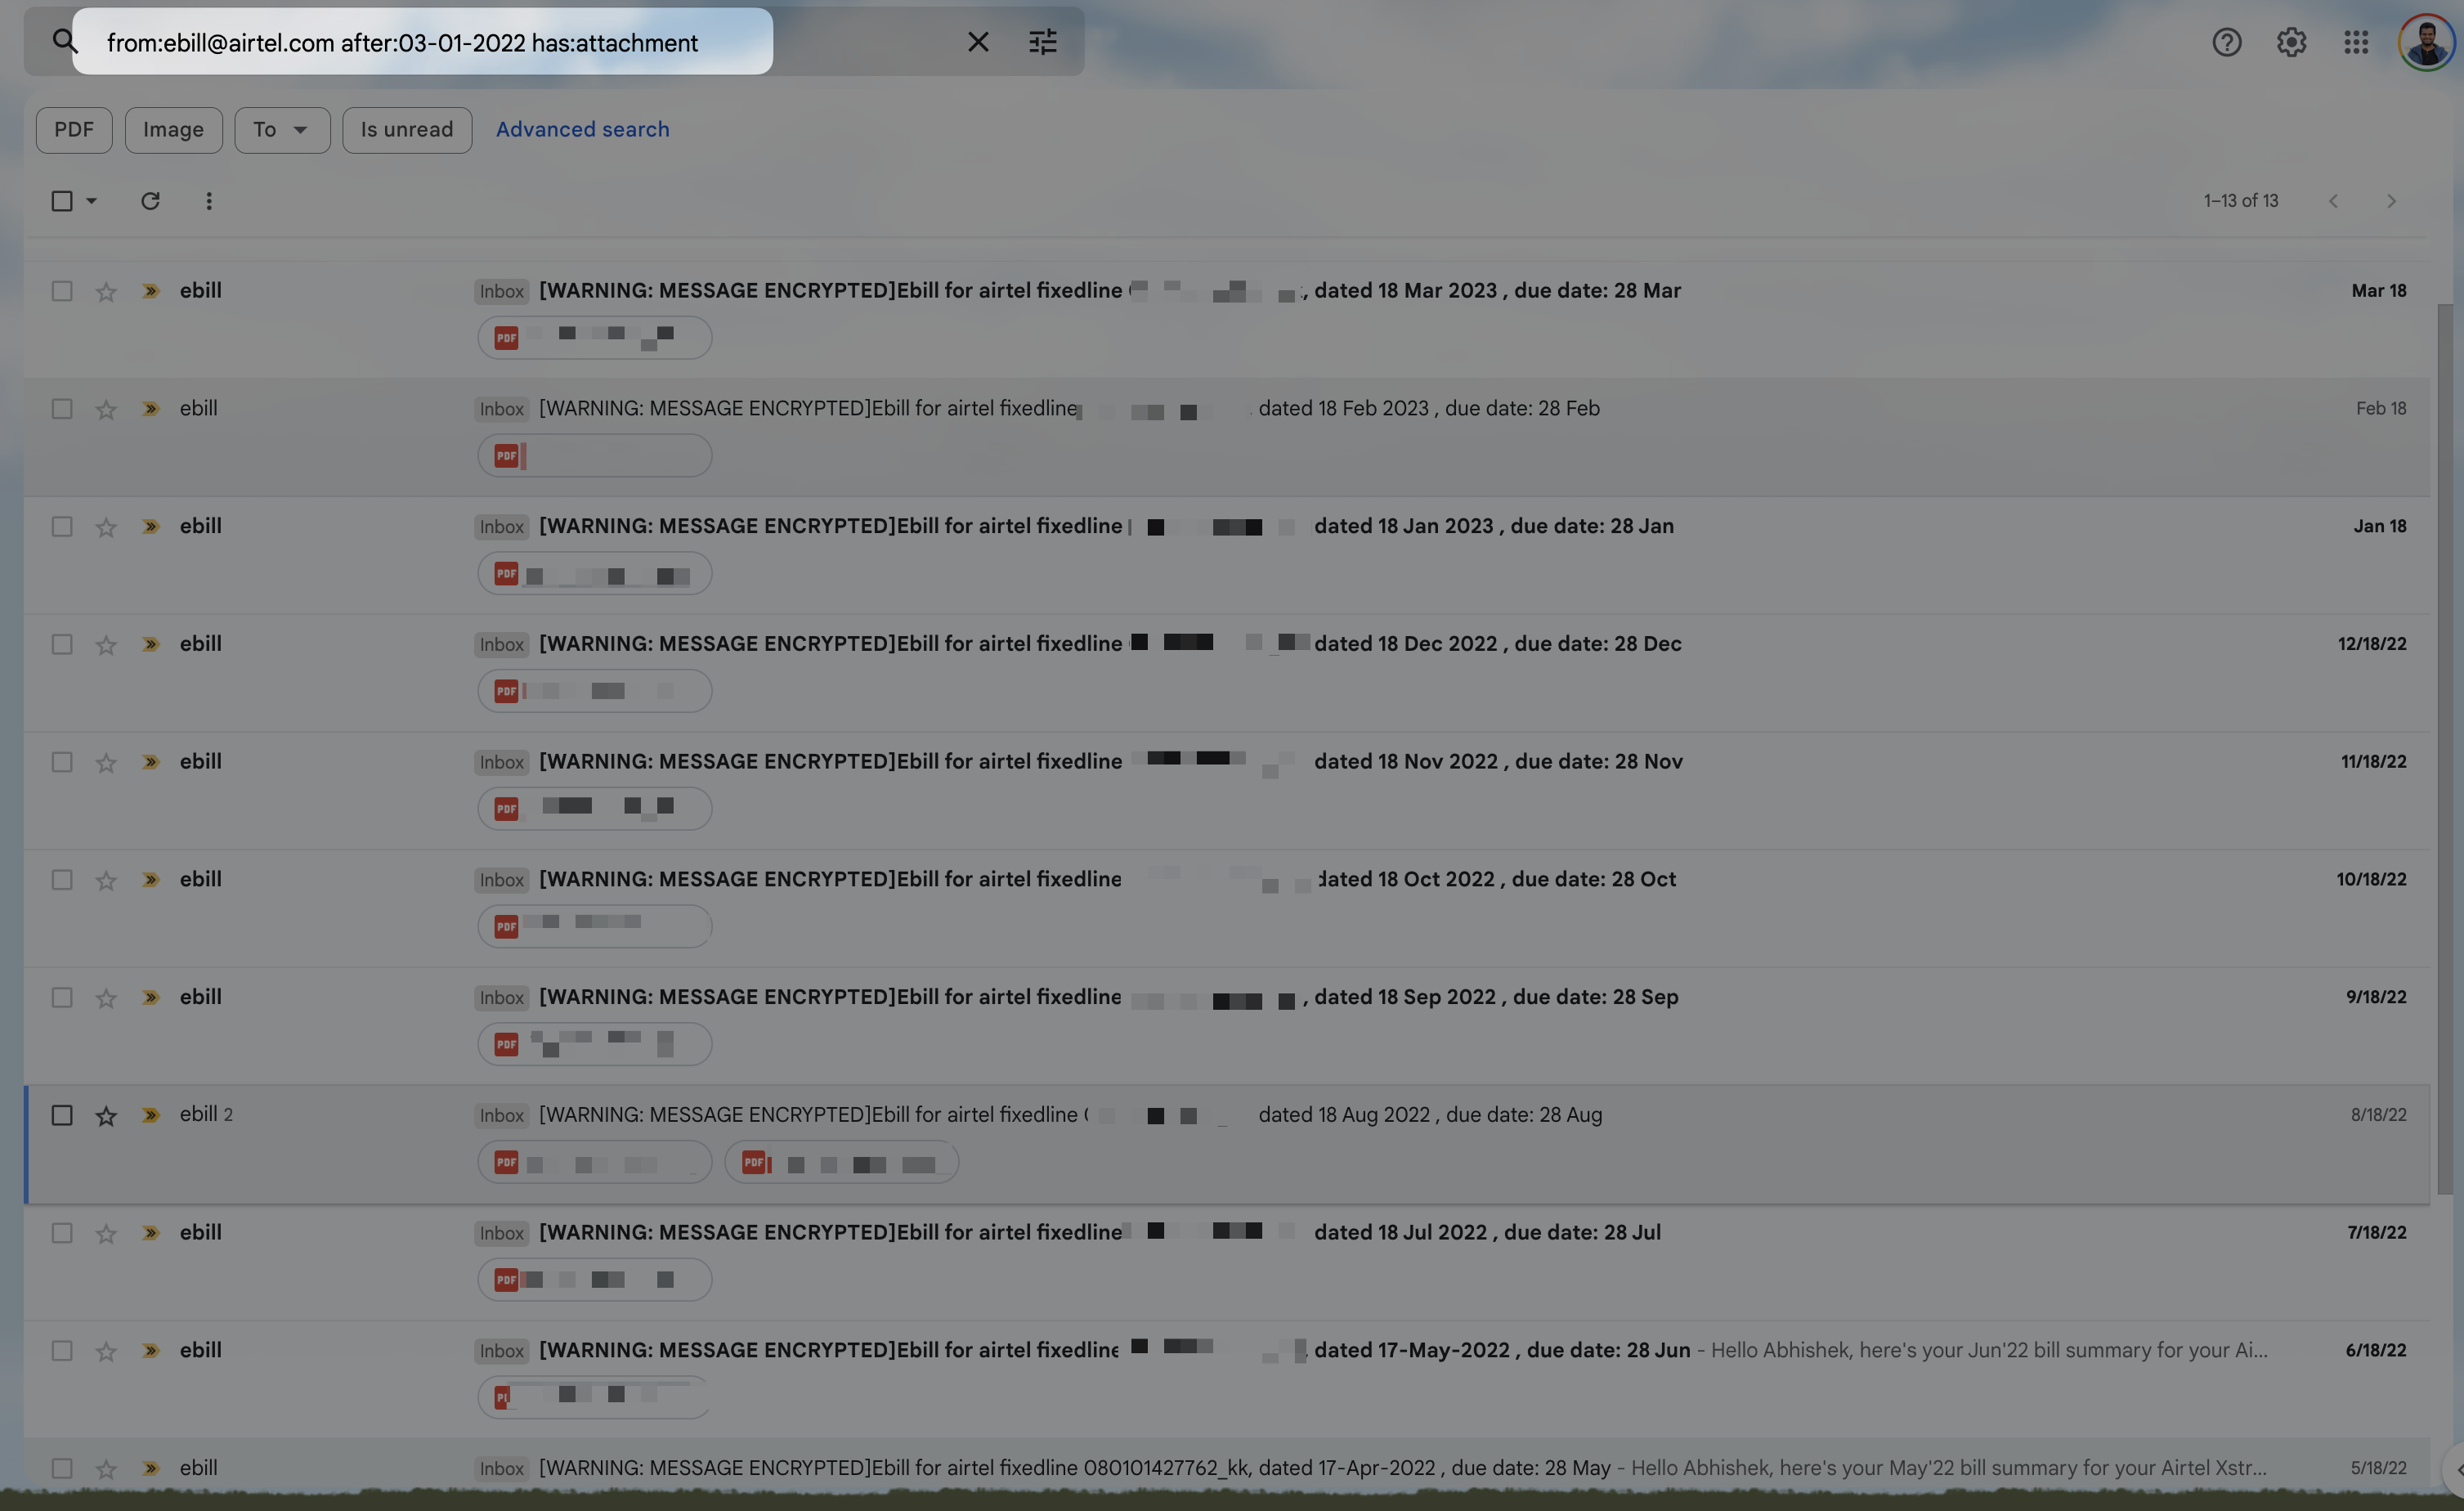 from:ebill@airtel.com after:03-01-2022 has:attachment
PDF Image To Is unread Advanced search
1–13 of 13
ebill Inbox [WARNING: MESSAGE ENCRYPTED]Ebill for airtel fixedline , dated 18 Mar 2023 , due date: 28 Mar Mar 18
PDF
ebill Inbox [WARNING: MESSAGE ENCRYPTED]Ebill for airtel fixedline dated 18 Feb 2023 , due date: 28 Feb Feb 18
PDF
ebill Inbox [WARNING: MESSAGE ENCRYPTED]Ebill for airtel fixedline dated 18 Jan 2023 , due date: 28 Jan Jan 18
PDF
ebill Inbox [WARNING: MESSAGE ENCRYPTED]Ebill for airtel fixedline dated 18 Dec 2022 , due date: 28 Dec 12/18/22
PDF
ebill Inbox [WARNING: MESSAGE ENCRYPTED]Ebill for airtel fixedline dated 18 Nov 2022 , due date: 28 Nov 11/18/22
PDF
ebill Inbox [WARNING: MESSAGE ENCRYPTED]Ebill for airtel fixedline dated 18 Oct 2022 , due date: 28 Oct 10/18/22
PDF
ebill Inbox [WARNING: MESSAGE ENCRYPTED]Ebill for airtel fixedline , dated 18 Sep 2022 , due date: 28 Sep 9/18/22
PDF
ebill 2 Inbox [WARNING: MESSAGE ENCRYPTED]Ebill for airtel fixedline dated 18 Aug 2022 , due date: 28 Aug 8/18/22
PDF PDF
ebill Inbox [WARNING: MESSAGE ENCRYPTED]Ebill for airtel fixedline dated 18 Jul 2022 , due date: 28 Jul 7/18/22
PDF
ebill Inbox [WARNING: MESSAGE ENCRYPTED]Ebill for airtel fixedline dated 17-May-2022 , due date: 28 Jun - Hello Abhishek, here's your Jun'22 bill summary for your Ai... 6/18/22
ebill Inbox [WARNING: MESSAGE ENCRYPTED]Ebill for airtel fixedline 080101427762_kk, dated 17-Apr-2022 , due date: 28 May - Hello Abhishek, here's your May'22 bill summary for your Airtel Xstr... 5/18/22